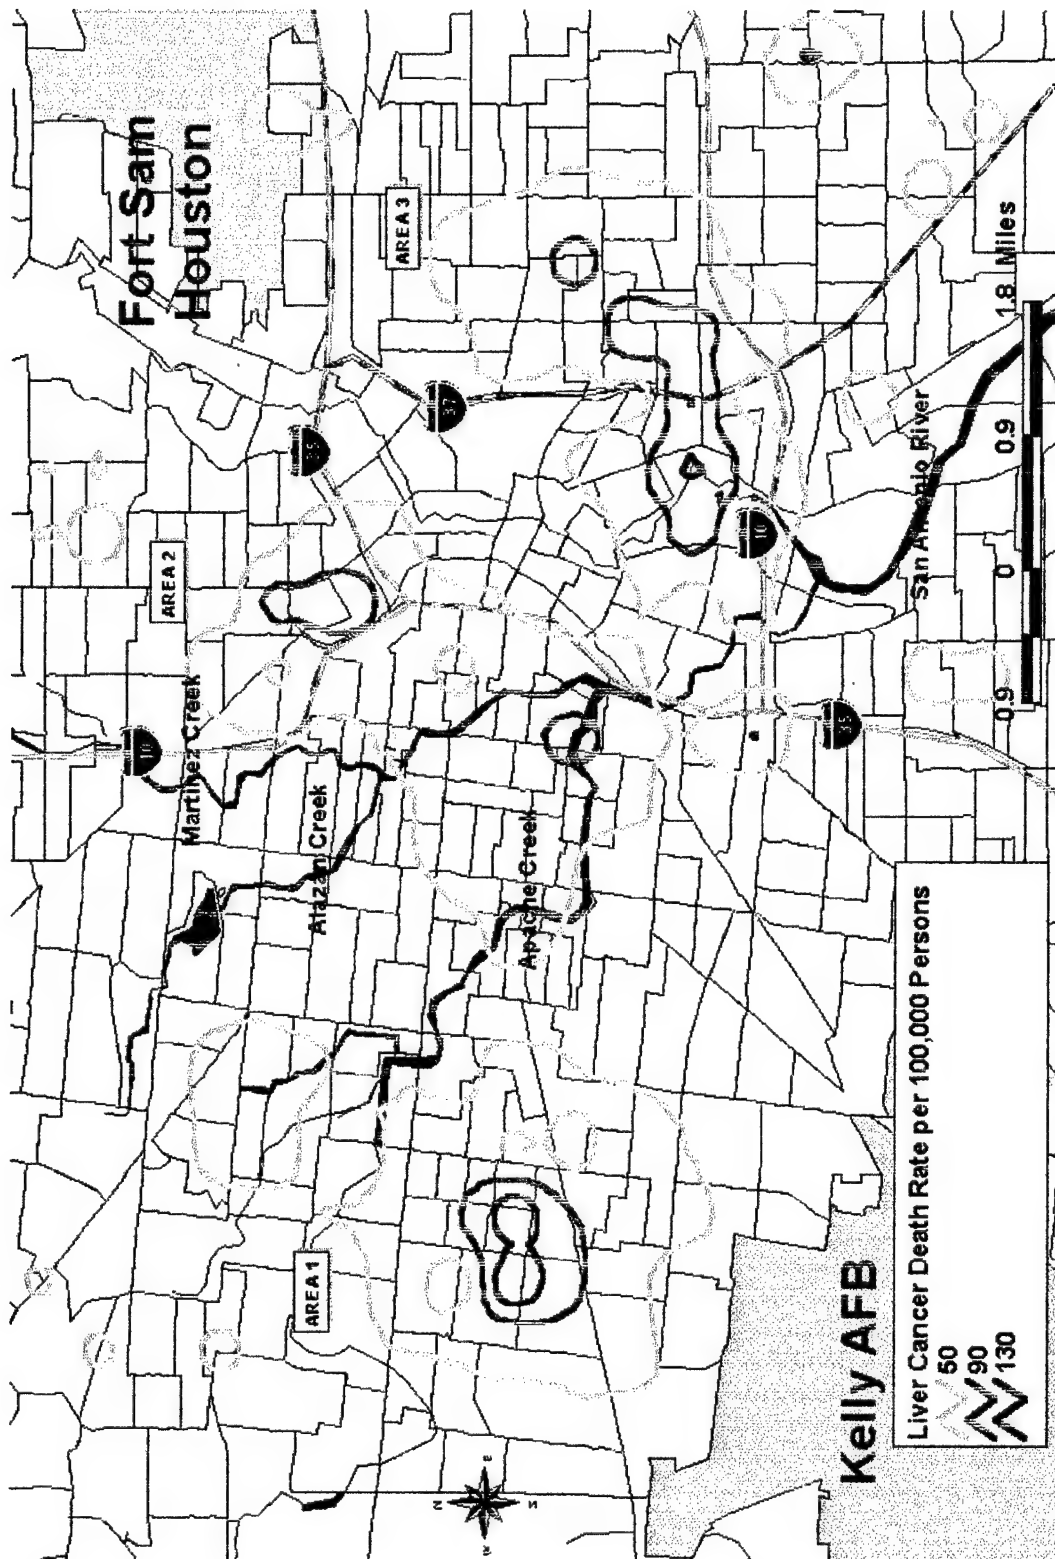 Fort Sam
Houston
AREA 3
37
35
AREA 2
10
Martinez Creek
Alazan Creek
Apache Creek
10
San Antonio River
35
AREA 1
Kelly AFB
0.9 0 0.9 1.8 Miles
Liver Cancer Death Rate per 100,000 Persons
50
90
130